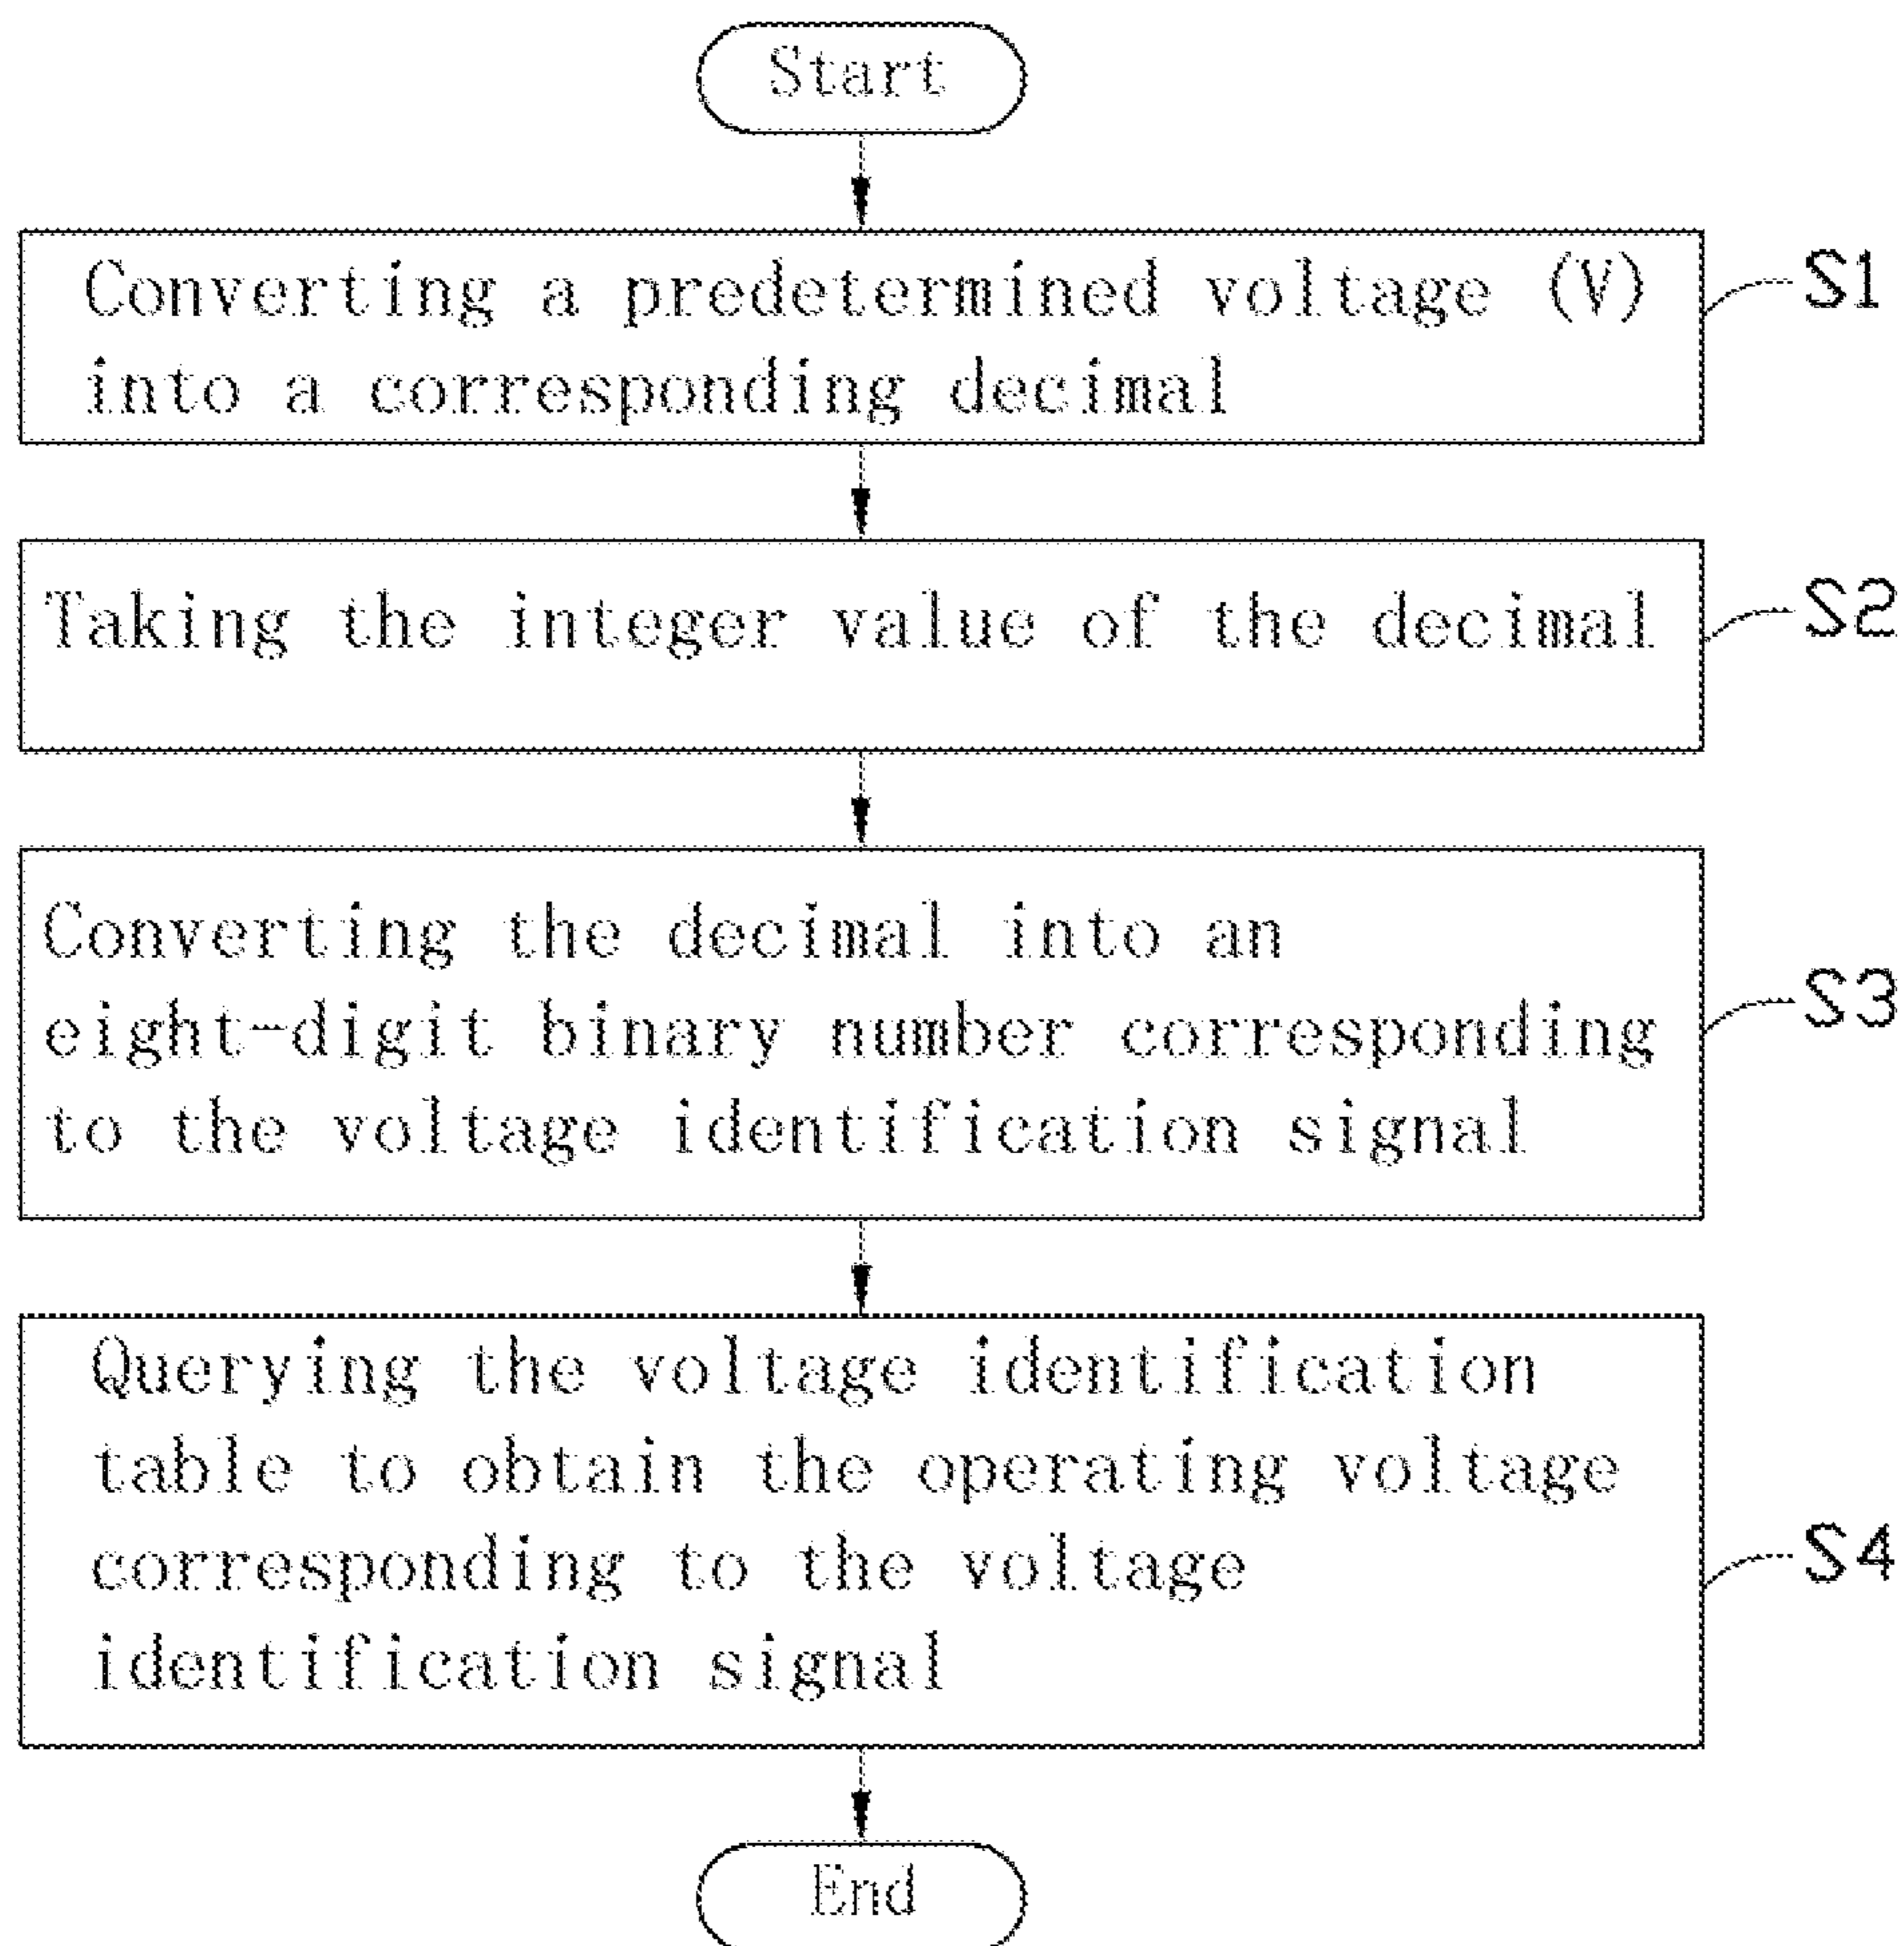 Start
Converting a predetermined voltage (V)
into a corresponding decimal
S1
Taking the integer value of the decimal
S2
Converting the decimal into an
eight-digit binary number corresponding
to the voltage identification signal
S3
Querying the voltage identification
table to obtain the operating voltage
corresponding to the voltage
identification signal
S4
End